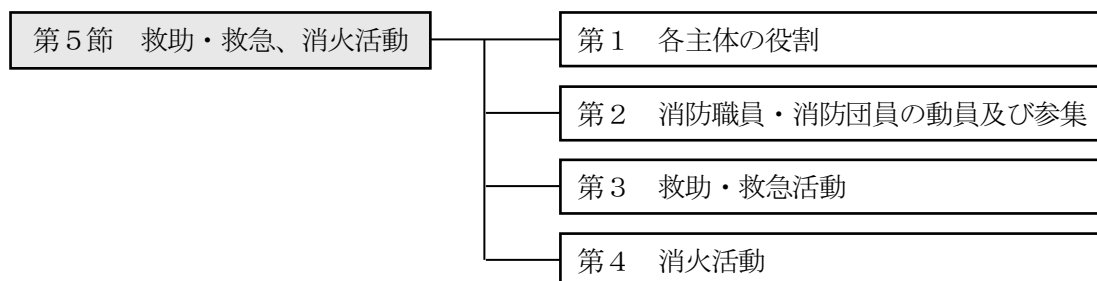 第５節　救助・救急、消火活動
第１　各主体の役割
第２　消防職員・消防団員の動員及び参集
第３　救助・救急活動
第４　消火活動